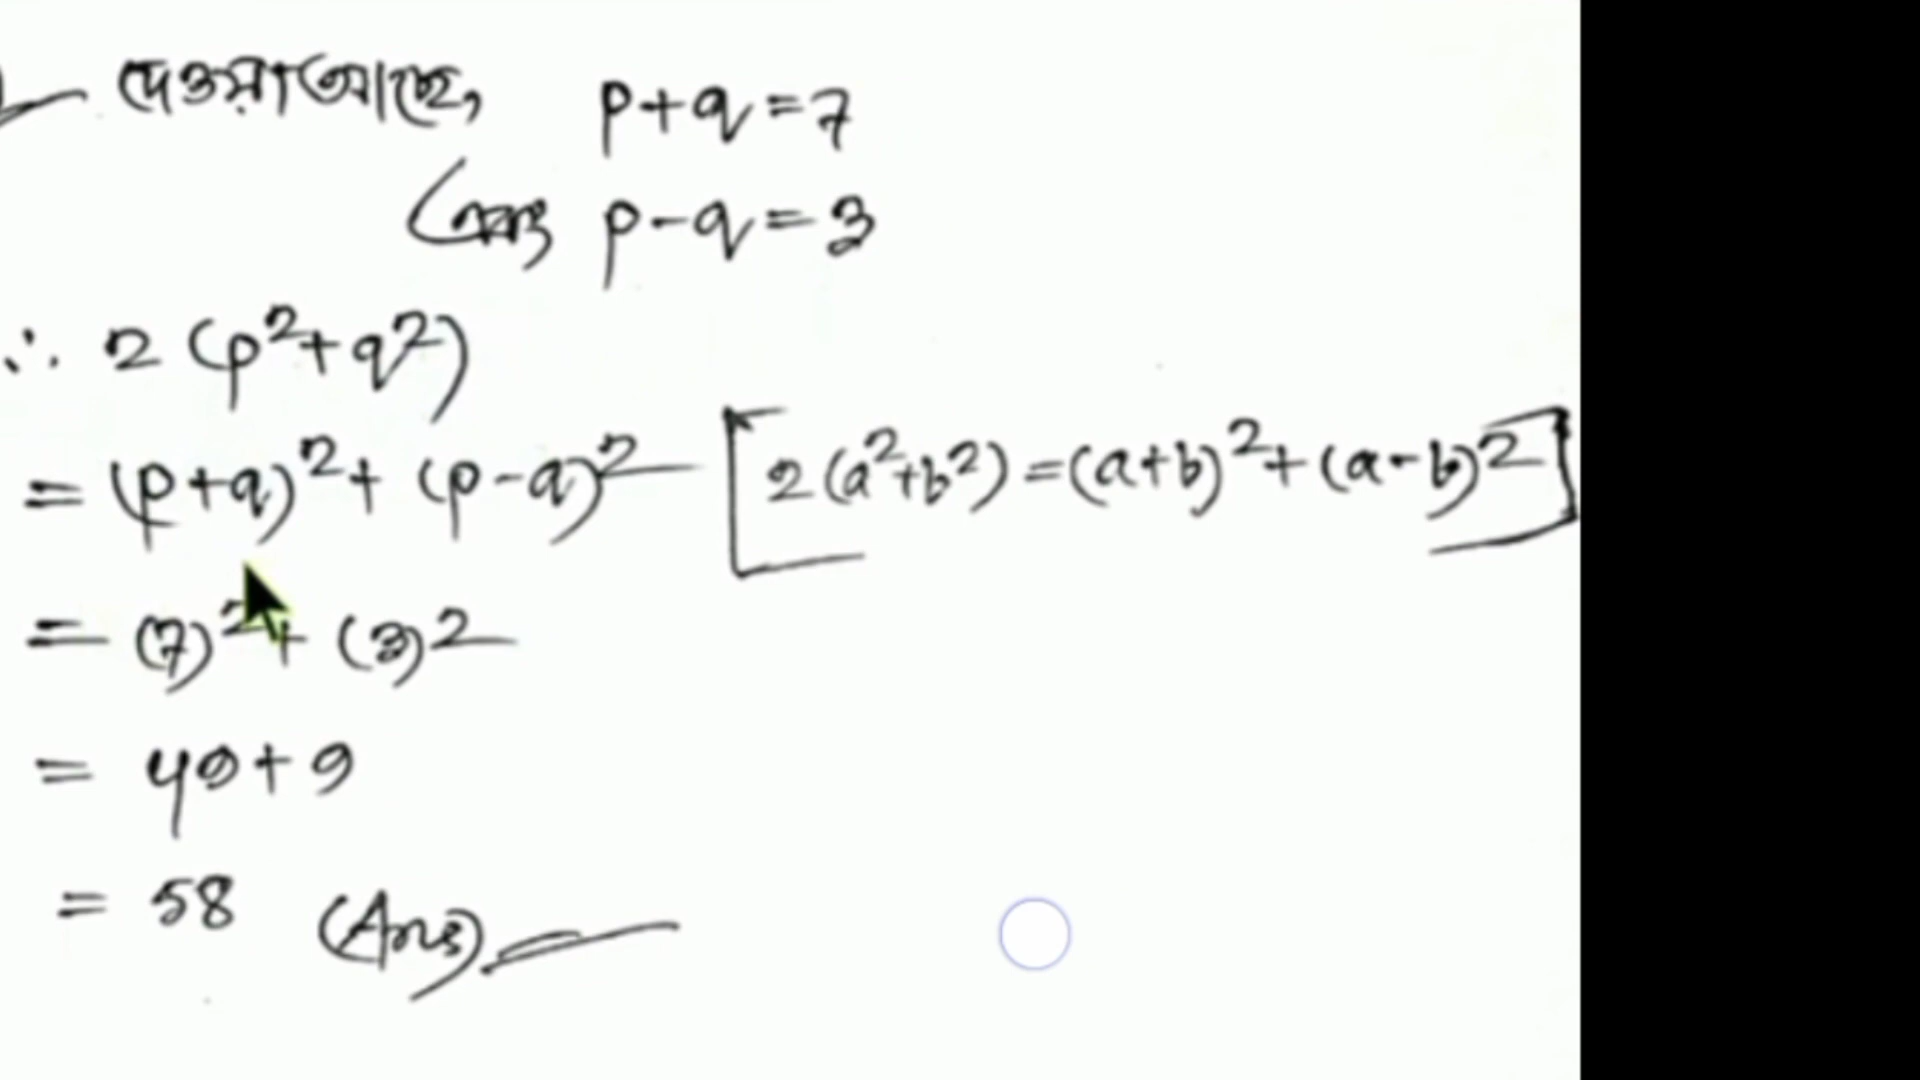 দেওয়া আছে, p+q=7
এবং p-q=3
∴ 2(p²+q²)
= (p+q)²+(p-q)² [2(a²+b²)=(a+b)²+(a-b)²]
= (7)²+(3)²
= 49+9
= 58 (Ans)